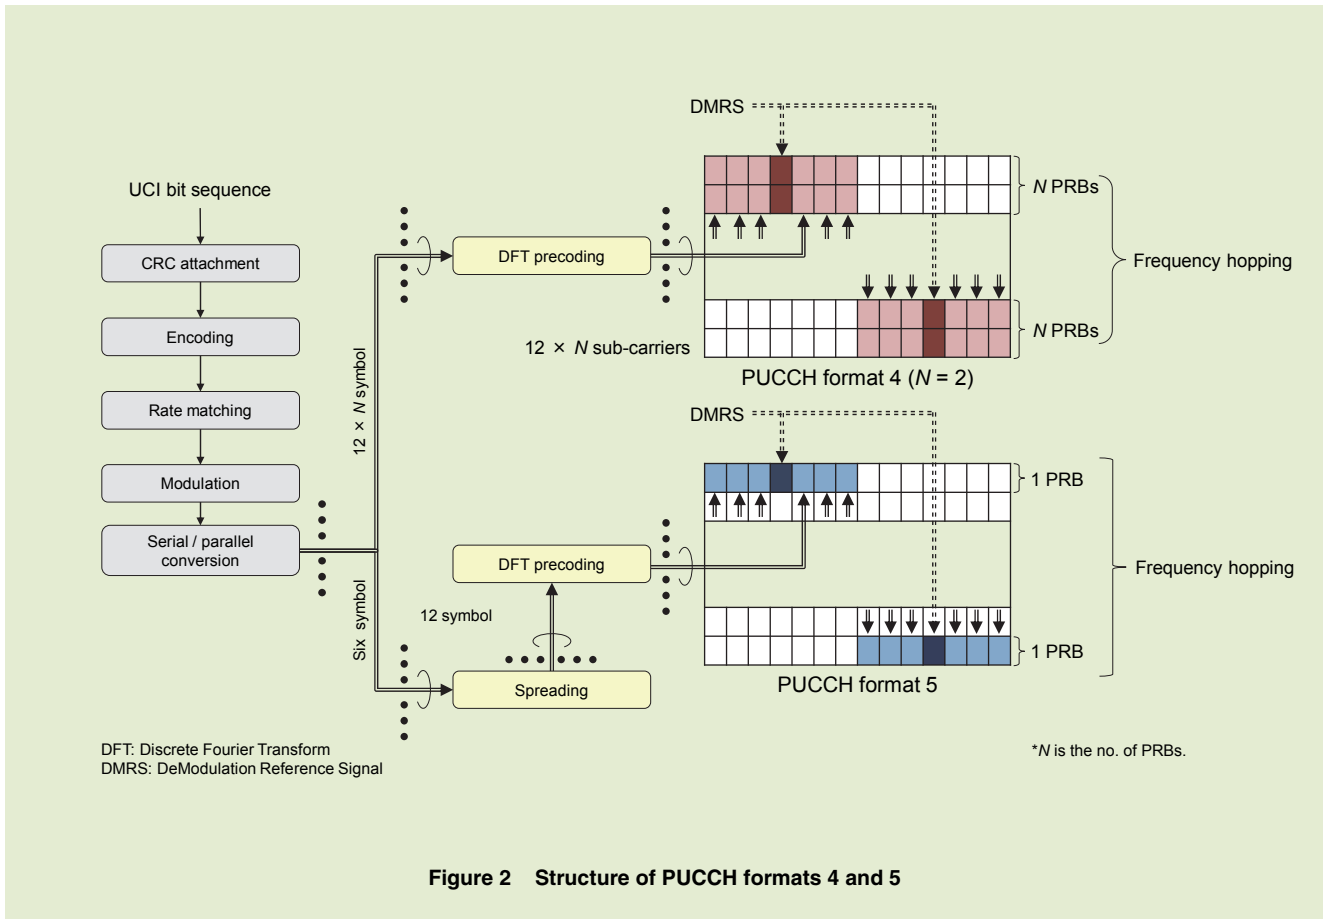 UCI bit sequence
CRC attachment
Encoding
Rate matching
Modulation
Serial / parallel
conversion
12 × N symbol
Six symbol
DFT precoding
12 × N sub-carriers
DMRS
N PRBs
N PRBs
Frequency hopping
PUCCH format 4 (N = 2)
DMRS
DFT precoding
12 symbol
Spreading
1 PRB
1 PRB
Frequency hopping
PUCCH format 5
DFT: Discrete Fourier Transform
DMRS: DeModulation Reference Signal
*N is the no. of PRBs.
Figure 2 Structure of PUCCH formats 4 and 5